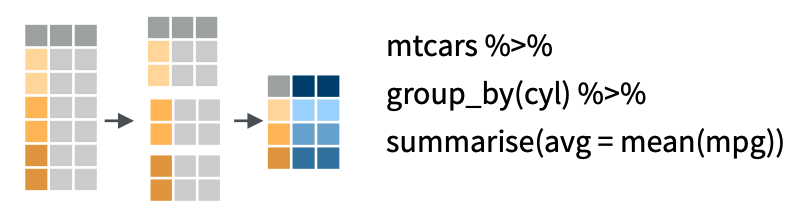 mtcars %>%
group_by(cyl) %>%
summarise(avg = mean(mpg))